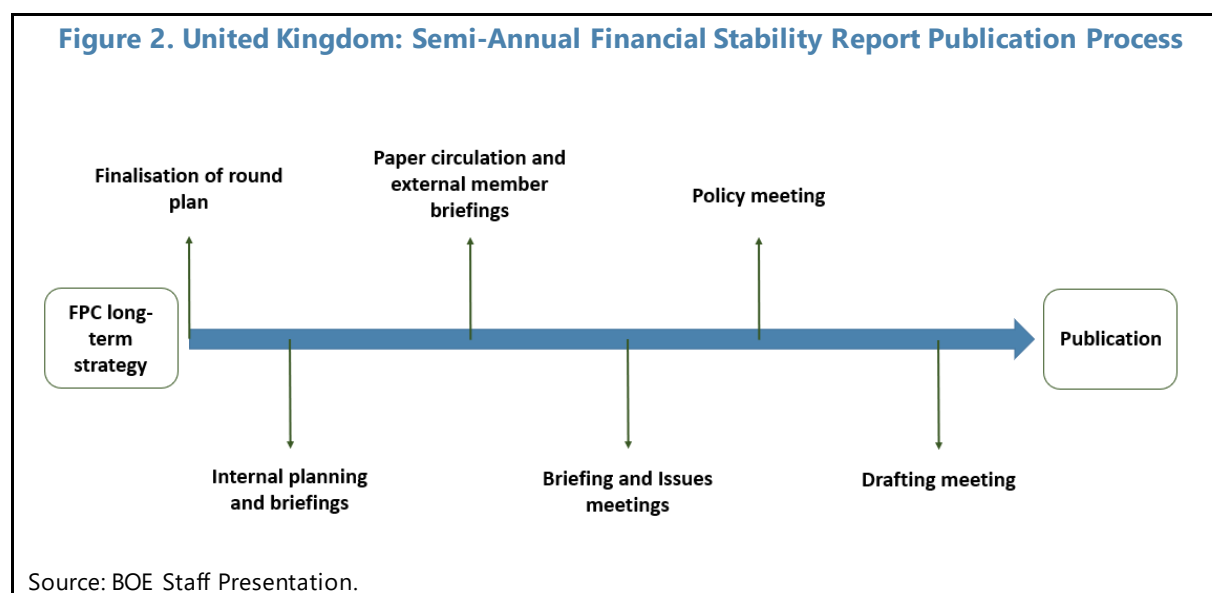 Figure 2. United Kingdom: Semi-Annual Financial Stability Report Publication Process
Finalisation of round
plan
Paper circulation and
external member
briefings
Policy meeting
FPC long-
term
strategy
Publication
Internal planning
and briefings
Briefing and Issues
meetings
Drafting meeting
Source: BOE Staff Presentation.